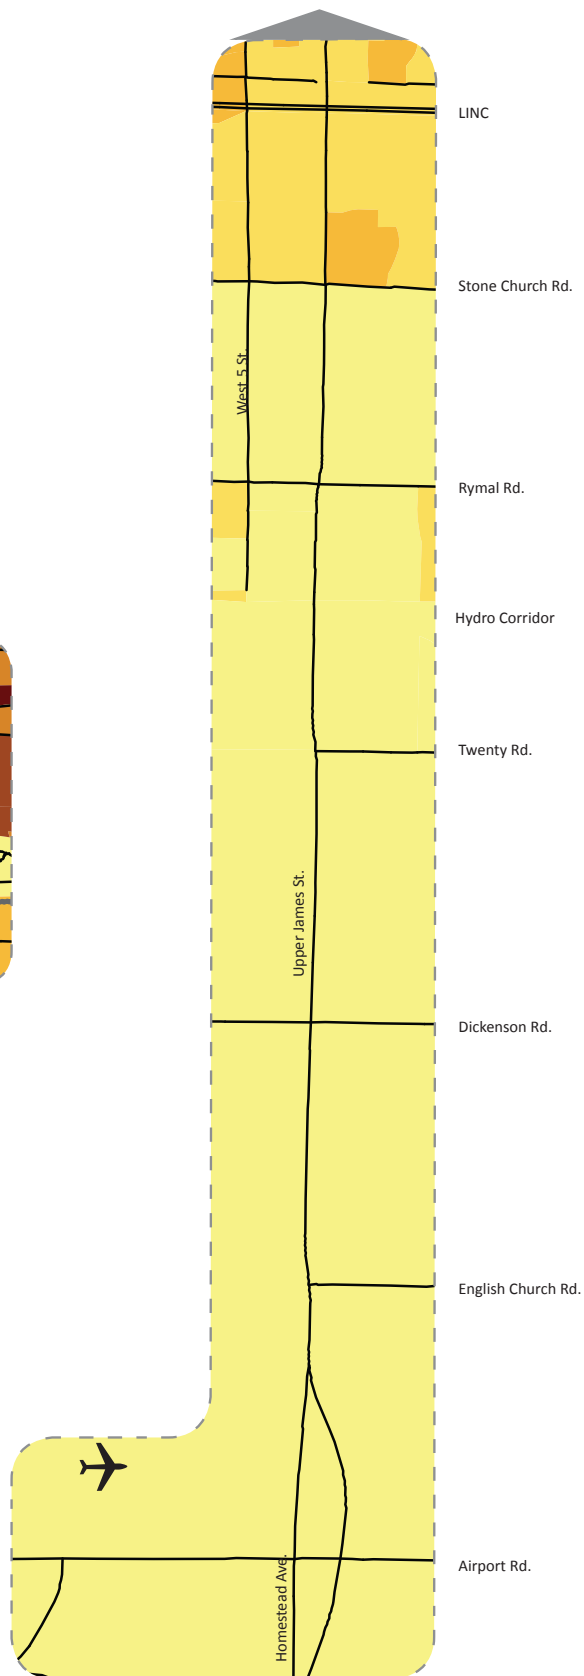 LINC
Stone Church Rd.
West 5 St.
Rymal Rd.
Hydro Corridor
Twenty Rd.
Upper James St.
Dickenson Rd.
English Church Rd.
Airport Rd.
Homestead Ave.